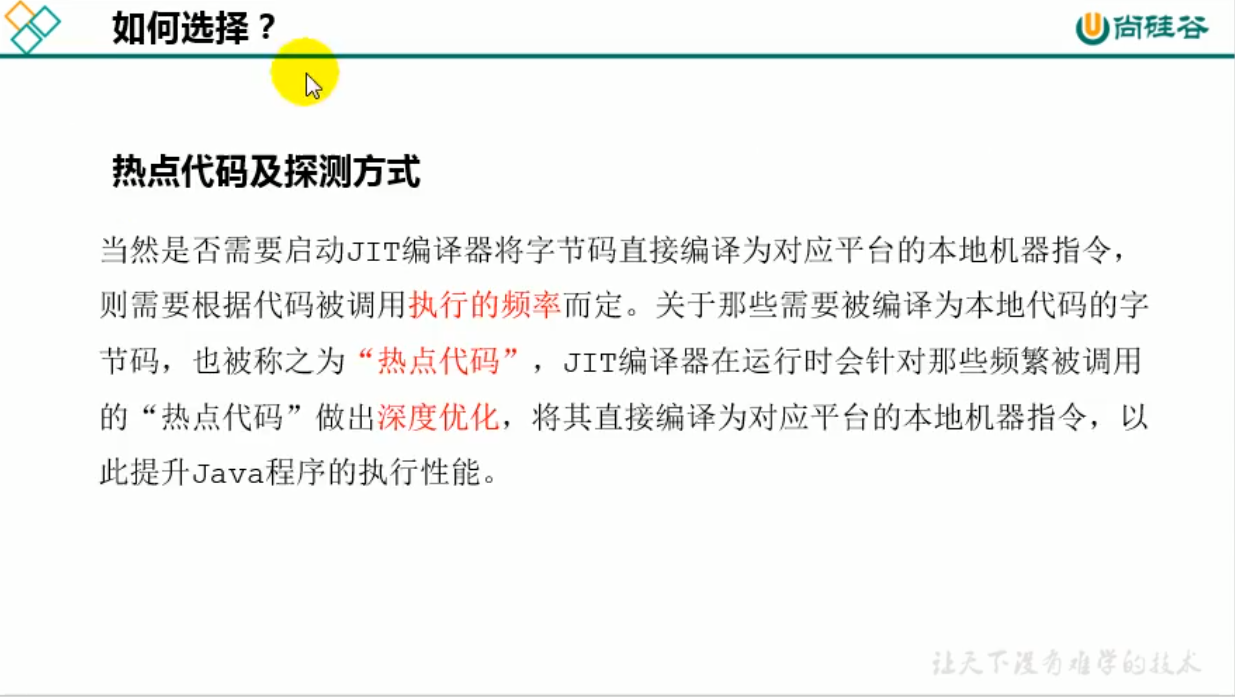 如何选择？
尚硅谷
热点代码及探测方式
当然是否需要启动JIT编译器将字节码直接编译为对应平台的本地机器指令，
则需要根据代码被调用执行的频率而定。关于那些需要被编译为本地代码的字
节码，也被称之为“热点代码”，JIT编译器在运行时会针对那些频繁被调用
的“热点代码”做出深度优化，将其直接编译为对应平台的本地机器指令，以
此提升Java程序的执行性能。
让天下没有难学的技术